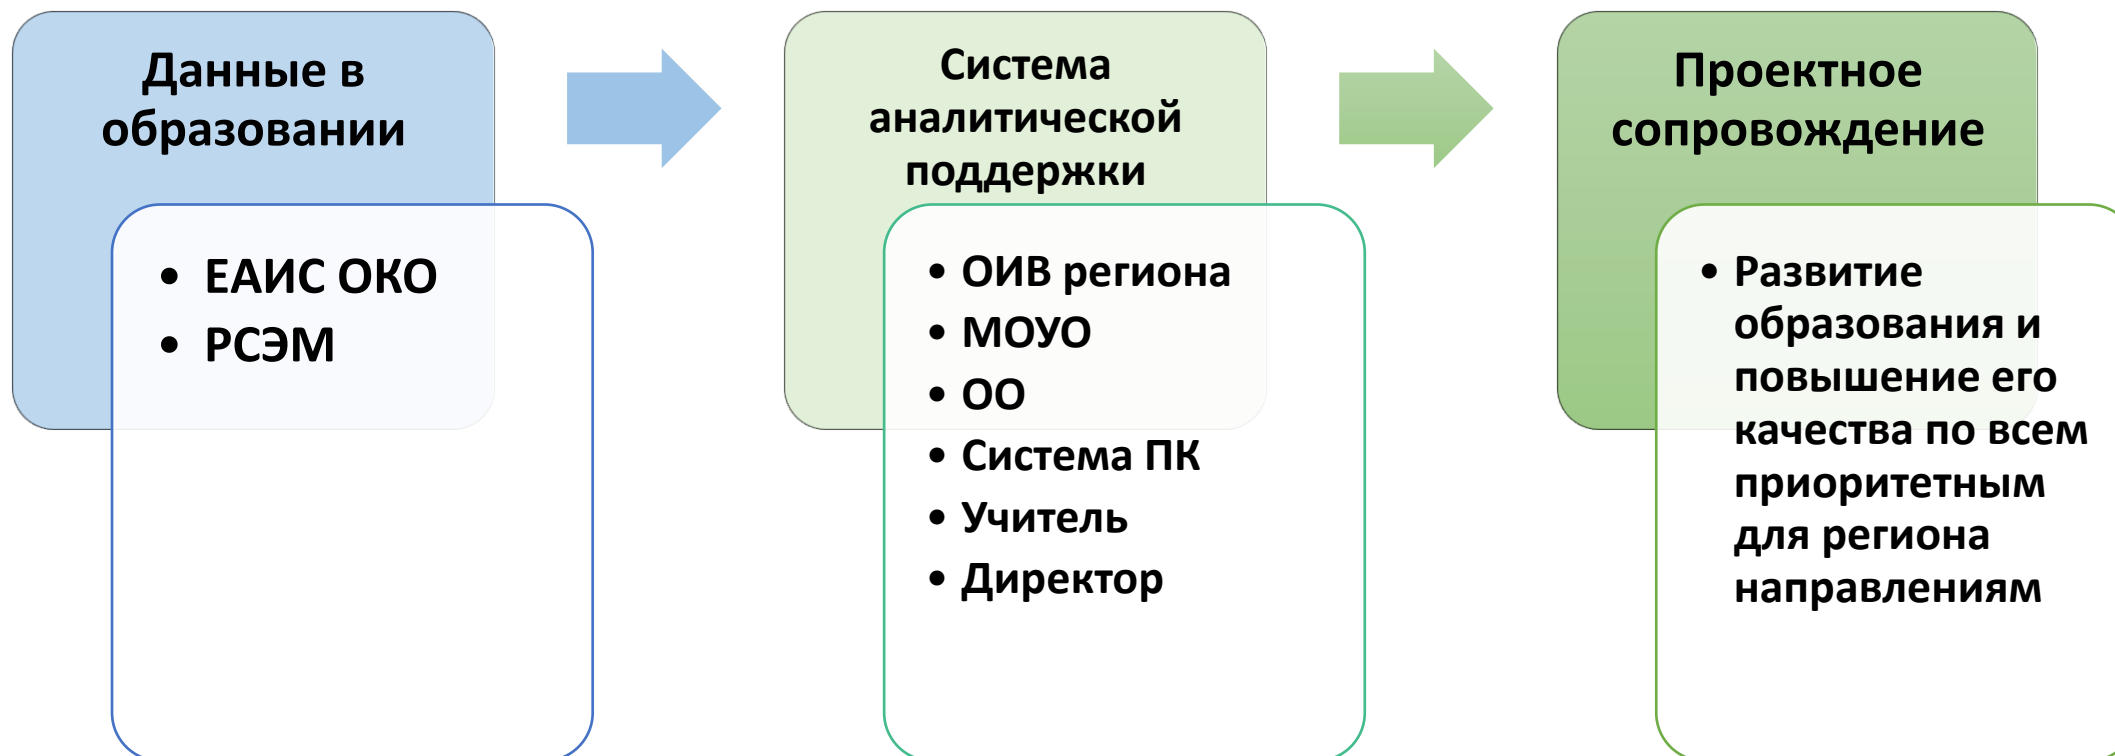 Данные в
образовании
• ЕАИС ОКО
• РСЭМ
Система
аналитической
поддержки
• ОИВ региона
• МОУО
• ОО
• Система ПК
• Учитель
• Директор
Проектное
сопровождение
• Развитие
образования и
повышение его
качества по всем
приоритетным
для региона
направлениям